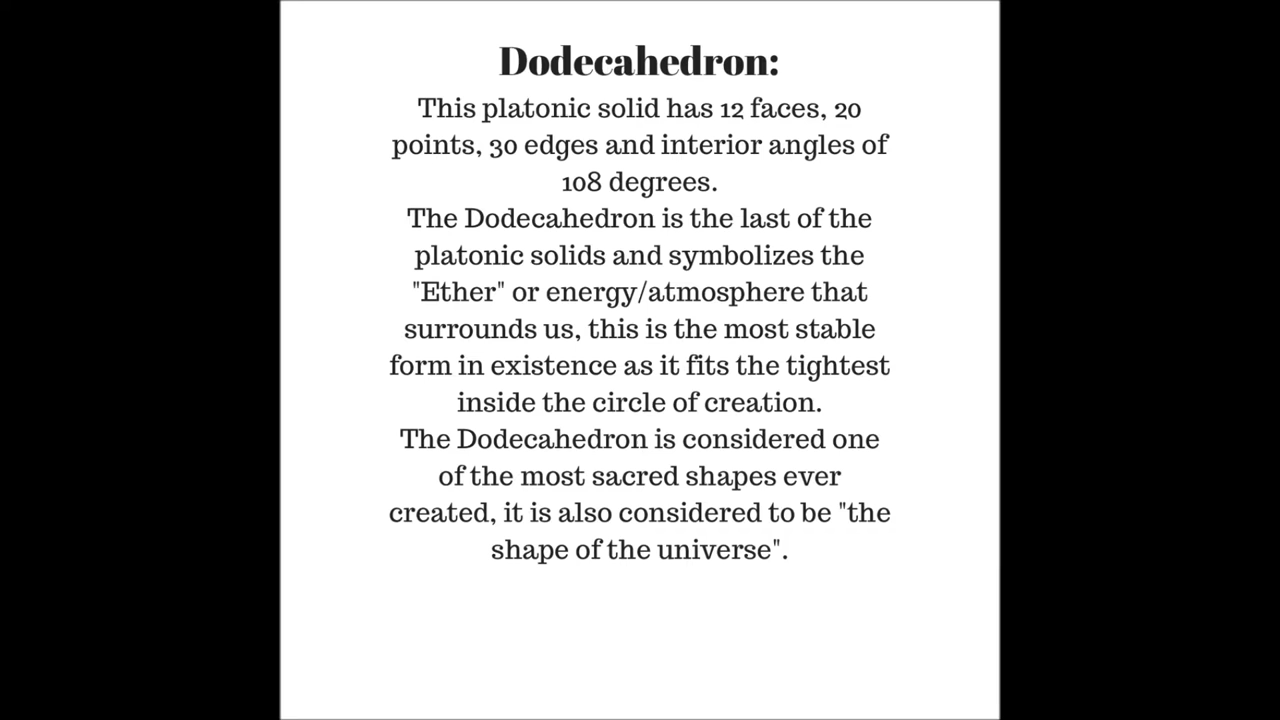 Dodecahedron:
This platonic solid has 12 faces, 20
points, 30 edges and interior angles of
108 degrees.
The Dodecahedron is the last of the
platonic solids and symbolizes the
"Ether" or energy/atmosphere that
surrounds us, this is the most stable
form in existence as it fits the tightest
inside the circle of creation.
The Dodecahedron is considered one
of the most sacred shapes ever
created, it is also considered to be "the
shape of the universe".